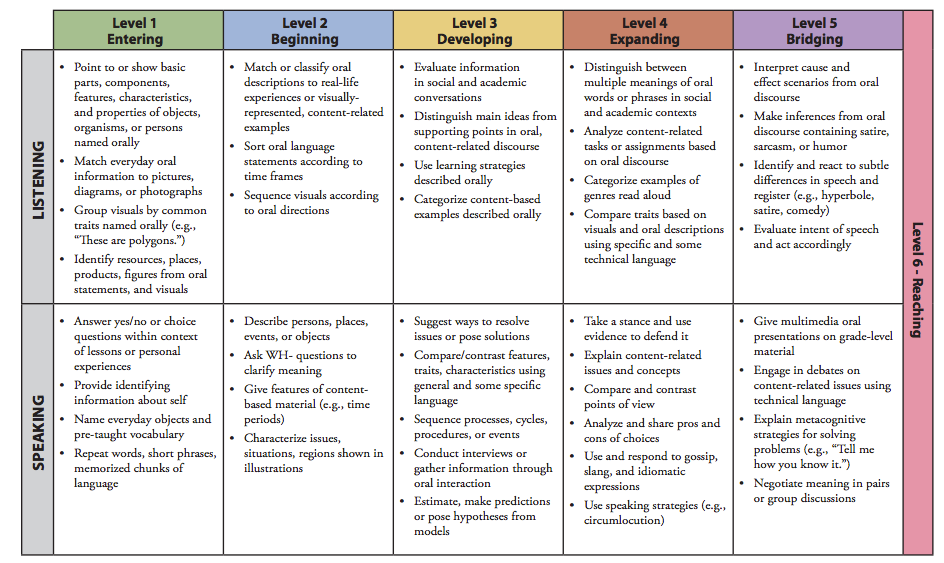 Level 1
Entering
Level 2
Beginning
Level 3
Developing
Level 4
Expanding
Level 5
Bridging
Level 6 - Reaching
LISTENING
• Point to or show basic
parts, components,
features, characteristics,
and properties of objects,
organisms, or persons
named orally
• Match everyday oral
information to pictures,
diagrams, or photographs
• Group visuals by common
traits named orally (e.g.,
“These are polygons.”)
• Identify resources, places,
products, figures from oral
statements, and visuals
• Match or classify oral
descriptions to real-life
experiences or visually-
represented, content-related
examples
• Sort oral language
statements according to
time frames
• Sequence visuals according
to oral directions
• Evaluate information
in social and academic
conversations
• Distinguish main ideas from
supporting points in oral,
content-related discourse
• Use learning strategies
described orally
• Categorize content-based
examples described orally
• Distinguish between
multiple meanings of oral
words or phrases in social
and academic contexts
• Analyze content-related
tasks or assignments based
on oral discourse
• Categorize examples of
genres read aloud
• Compare traits based on
visuals and oral descriptions
using specific and some
technical language
• Interpret cause and
effect scenarios from oral
discourse
• Make inferences from oral
discourse containing satire,
sarcasm, or humor
• Identify and react to subtle
differences in speech and
register (e.g., hyperbole,
satire, comedy)
• Evaluate intent of speech
and act accordingly
SPEAKING
• Answer yes/no or choice
questions within context
of lessons or personal
experiences
• Provide identifying
information about self
• Name everyday objects and
pre-taught vocabulary
• Repeat words, short phrases,
memorized chunks of
language
• Describe persons, places,
events, or objects
• Ask WH- questions to
clarify meaning
• Give features of content-
based material (e.g., time
periods)
• Characterize issues,
situations, regions shown in
illustrations
• Suggest ways to resolve
issues or pose solutions
• Compare/contrast features,
traits, characteristics using
general and some specific
language
• Sequence processes, cycles,
procedures, or events
• Conduct interviews or
gather information through
oral interaction
• Estimate, make predictions
or pose hypotheses from
models
• Take a stance and use
evidence to defend it
• Explain content-related
issues and concepts
• Compare and contrast
points of view
• Analyze and share pros and
cons of choices
• Use and respond to gossip,
slang, and idiomatic
expressions
• Use speaking strategies (e.g.,
circumlocution)
• Give multimedia oral
presentations on grade-level
material
• Engage in debates on
content-related issues using
technical language
• Explain metacognitive
strategies for solving
problems (e.g., “Tell me
how you know it.”)
• Negotiate meaning in pairs
or group discussions